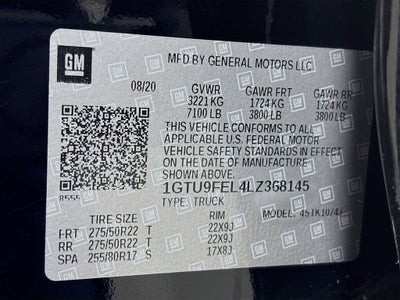 GM
MFD BY GENERAL MOTORS LLC
08/20 GVWR GAWR FRT GAWR RR
3221 KG 1724 KG 1724 KG
7100 LB 3800 LB 3800 LB
THIS VEHICLE CONFORMS TO ALL
APPLICABLE U.S. FEDERAL MOTOR
VEHICLE SAFETY STANDARDS IN EFFECT
ON THE DATE OF MANUFACTURE
SHOWN ABOVE.
1GTU9FEL4LZ368145
TYPE: TRUCK
TIRE SIZE RIM
FRT 275/50R22 T 22X9J
RR 275/50R22 T 22X9J
SPA 255/80R17 S 17X8J